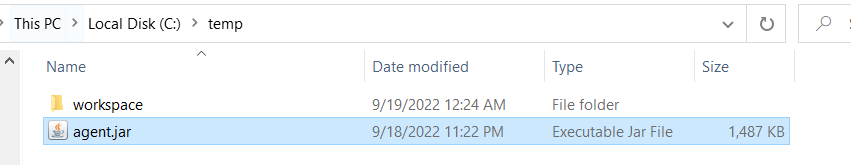 This PC > Local Disk (C:) > temp
Name Date modified Type Size
workspace 9/19/2022 12:24 AM File folder
agent.jar 9/18/2022 11:22 PM Executable Jar File 1,487 KB